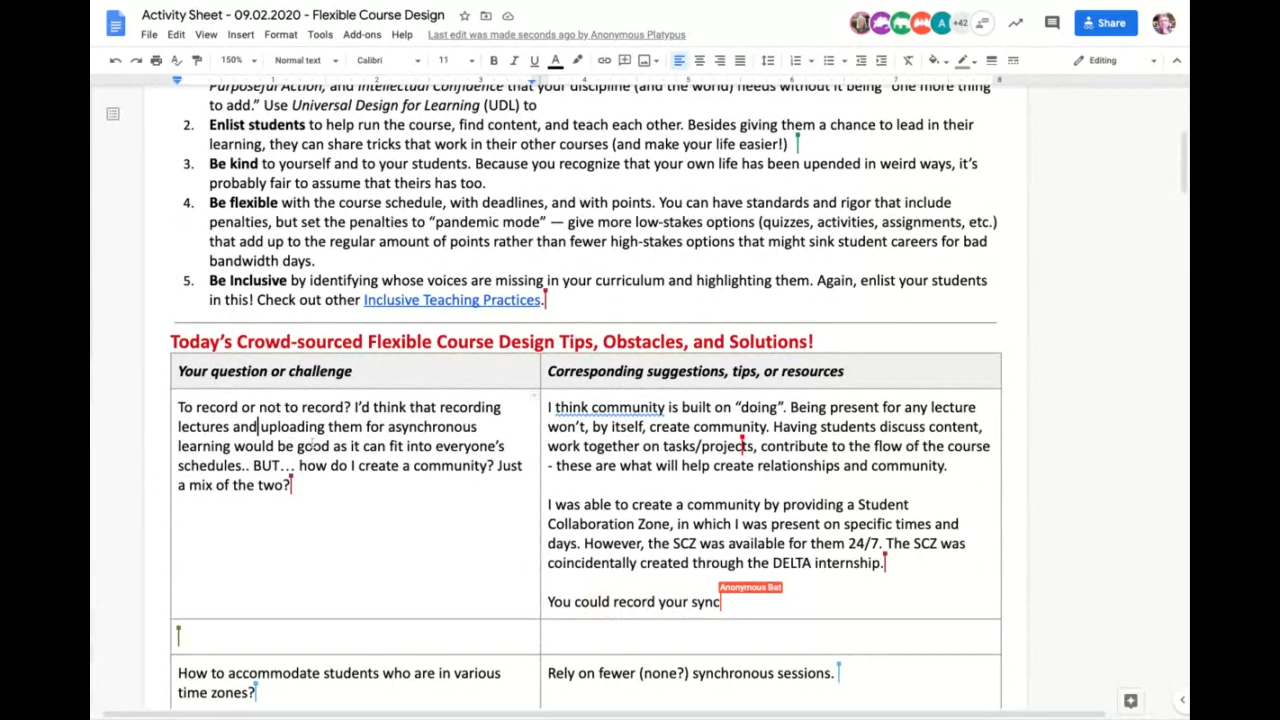 Activity Sheet - 09.02.2020 - Flexible Course Design
A
+42
Share
File Edit View Insert Format Tools Add-ons Help
Last edit was made seconds ago by Anonymous Platypus
150% Normal text Calibri 11 B I U A Editing
1 2 3 4 5 6 7 8
Purposeful Action, and Intellectual Confidence that your discipline (and the world) needs without it being "one more thing
to add." Use Universal Design for Learning (UDL) to
2. Enlist students to help run the course, find content, and teach each other. Besides giving them a chance to lead in their
learning, they can share tricks that work in their other courses (and make your life easier!)
3. Be kind to yourself and to your students. Because you recognize that your own life has been upended in weird ways, it's
probably fair to assume that theirs has too.
4. Be flexible with the course schedule, with deadlines, and with points. You can have standards and rigor that include
penalties, but set the penalties to "pandemic mode" — give more low-stakes options (quizzes, activities, assignments, etc.)
that add up to the regular amount of points rather than fewer high-stakes options that might sink student careers for bad
bandwidth days.
5. Be Inclusive by identifying whose voices are missing in your curriculum and highlighting them. Again, enlist your students
in this! Check out other Inclusive Teaching Practices.
Today's Crowd-sourced Flexible Course Design Tips, Obstacles, and Solutions!
Your question or challenge
Corresponding suggestions, tips, or resources
To record or not to record? I'd think that recording
lectures and uploading them for asynchronous
learning would be good as it can fit into everyone's
schedules.. BUT... how do I create a community? Just
a mix of the two?
I think community is built on "doing". Being present for any lecture
won't, by itself, create community. Having students discuss content,
work together on tasks/projects, contribute to the flow of the course
- these are what will help create relationships and community.
I was able to create a community by providing a Student
Collaboration Zone, in which I was present on specific times and
days. However, the SCZ was available for them 24/7. The SCZ was
coincidentally created through the DELTA internship.
Anonymous Bat
You could record your sync
How to accommodate students who are in various
time zones?
Rely on fewer (none?) synchronous sessions.